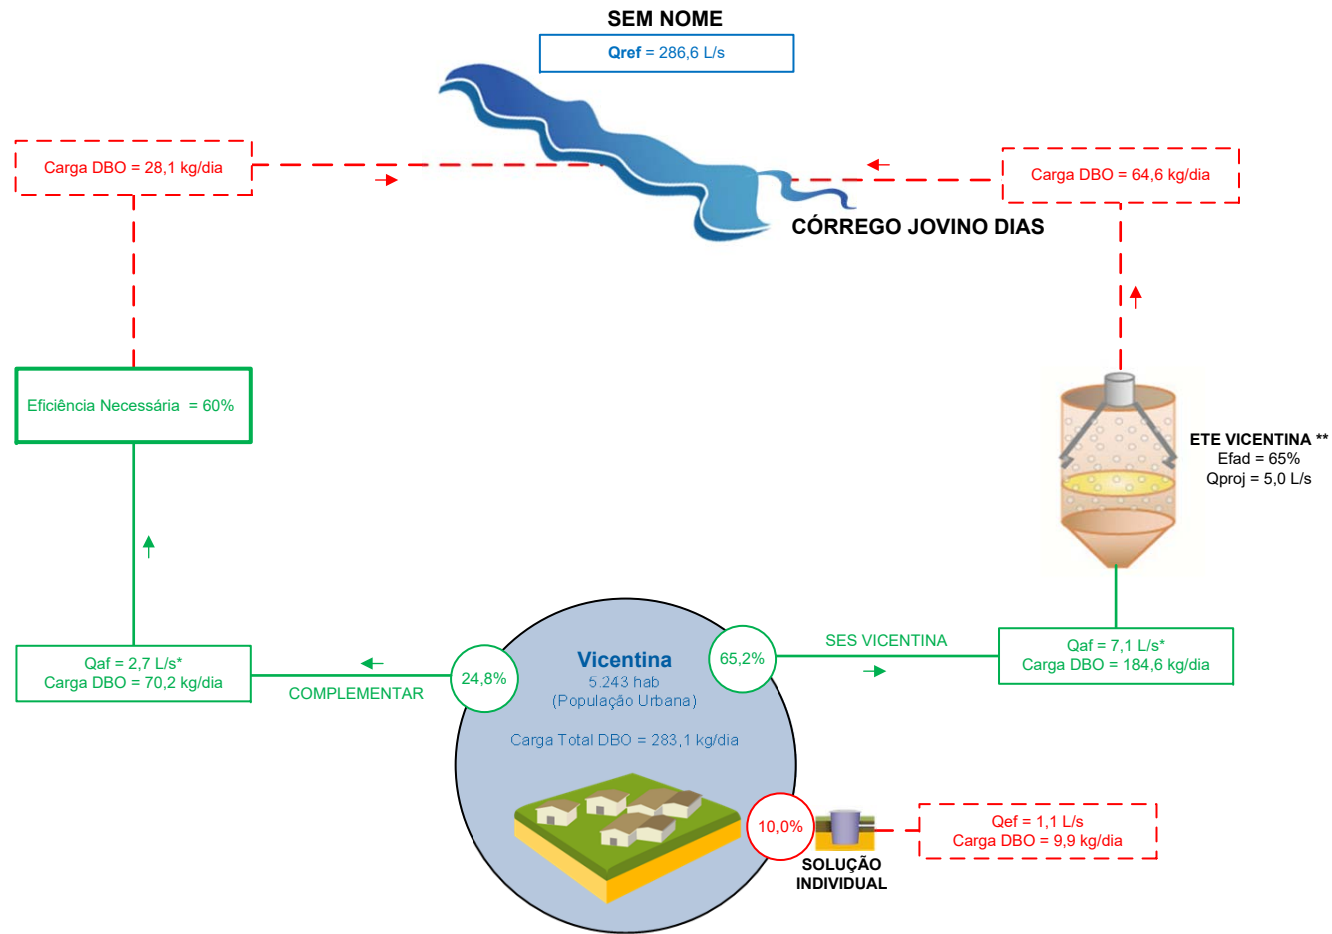 SEM NOME
Qref = 286,6 L/s
Carga DBO = 28,1 kg/dia
Carga DBO = 64,6 kg/dia
CÓRREGO JOVINO DIAS
Eficiência Necessária = 60%
ETE VICENTINA **
Efad = 65%
Qproj = 5,0 L/s
Qaf = 2,7 L/s*
Carga DBO = 70,2 kg/dia
COMPLEMENTAR
24,8%
Vicentina
5.243 hab
(População Urbana)
Carga Total DBO = 283,1 kg/dia
65,2%
SES VICENTINA
Qaf = 7,1 L/s*
Carga DBO = 184,6 kg/dia
10,0%
SOLUÇÃO
INDIVIDUAL
Qef = 1,1 L/s
Carga DBO = 9,9 kg/dia